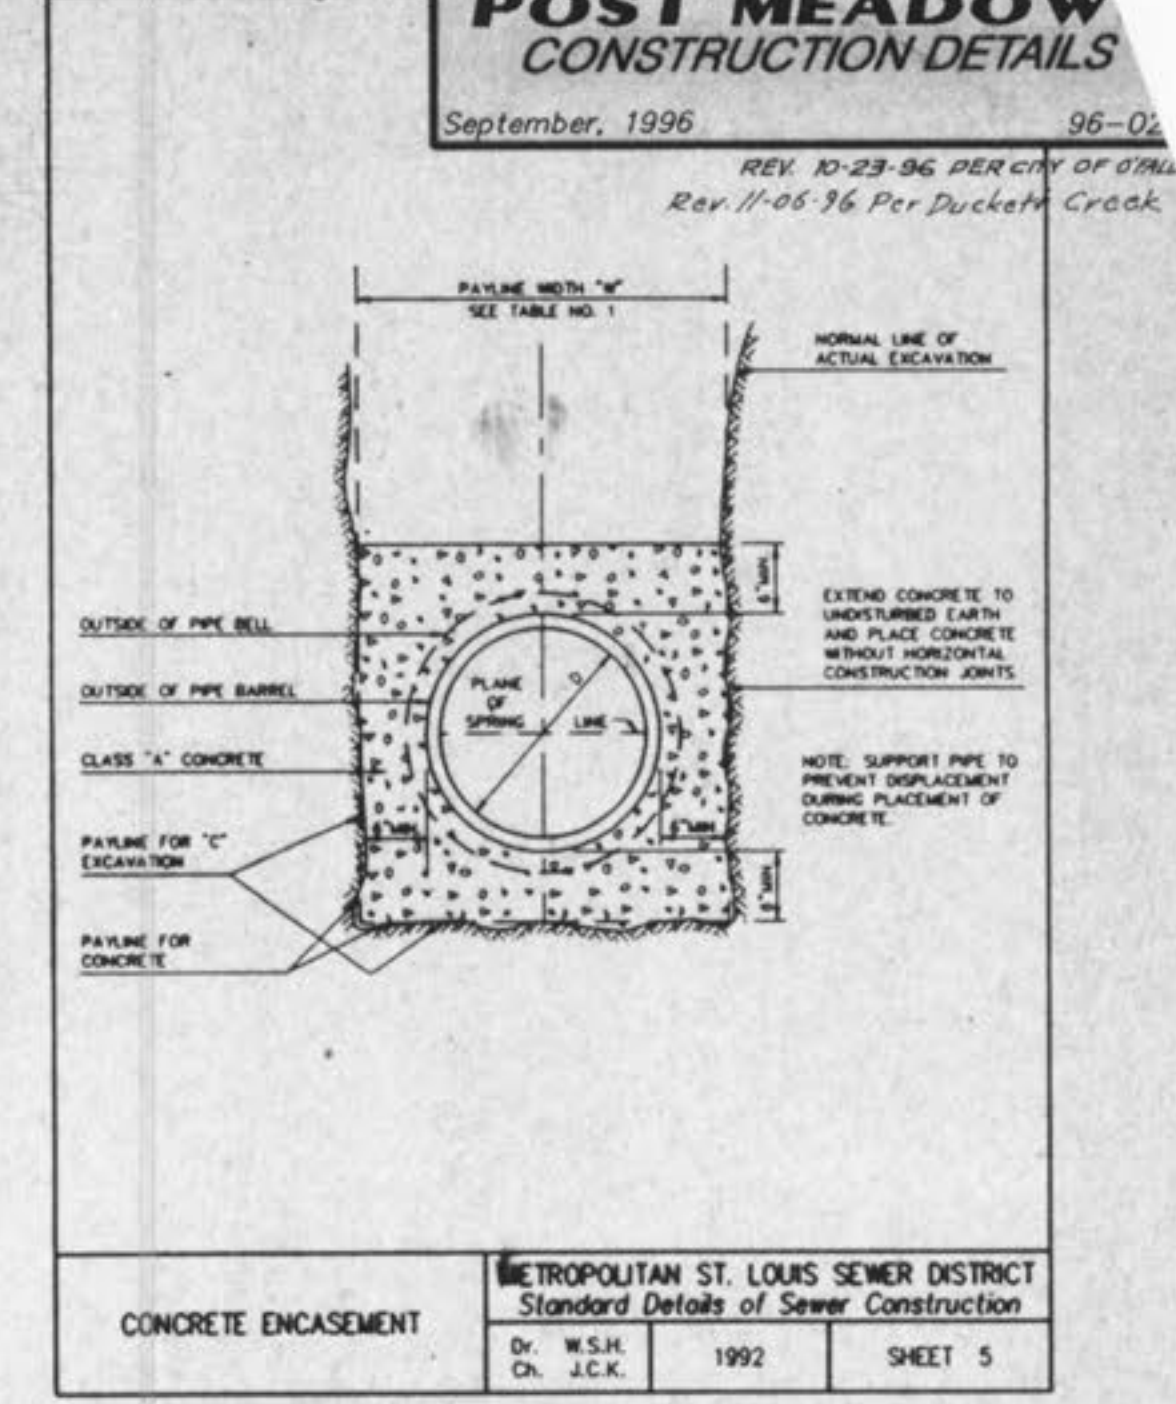 POST MEADOW
CONSTRUCTION DETAILS
September, 1996 96-02
REV. 10-23-96 PER CITY OF O'FALL
Rev. 11-06-96 Per Duckett Creek
PAYLINE WIDTH "W"
SEE TABLE NO. 1
NORMAL LINE OF
ACTUAL EXCAVATION
EXTEND CONCRETE TO
UNDISTURBED EARTH
AND PLACE CONCRETE
WITHOUT HORIZONTAL
CONSTRUCTION JOINTS.
OUTSIDE OF PIPE BELL
OUTSIDE OF PIPE BARREL
CLASS "A" CONCRETE
PAYLINE FOR "C"
EXCAVATION
PAYLINE FOR
CONCRETE
D
PLANE
OF
SPRING LINE
6" MIN.
6" MIN.
6" MIN.
6" MIN.
NOTE: SUPPORT PIPE TO
PREVENT DISPLACEMENT
DURING PLACEMENT OF
CONCRETE.
CONCRETE ENCASEMENT
METROPOLITAN ST. LOUIS SEWER DISTRICT
Standard Details of Sewer Construction
Dr. W.S.H.
Ch. J.C.K.
1992
SHEET 5